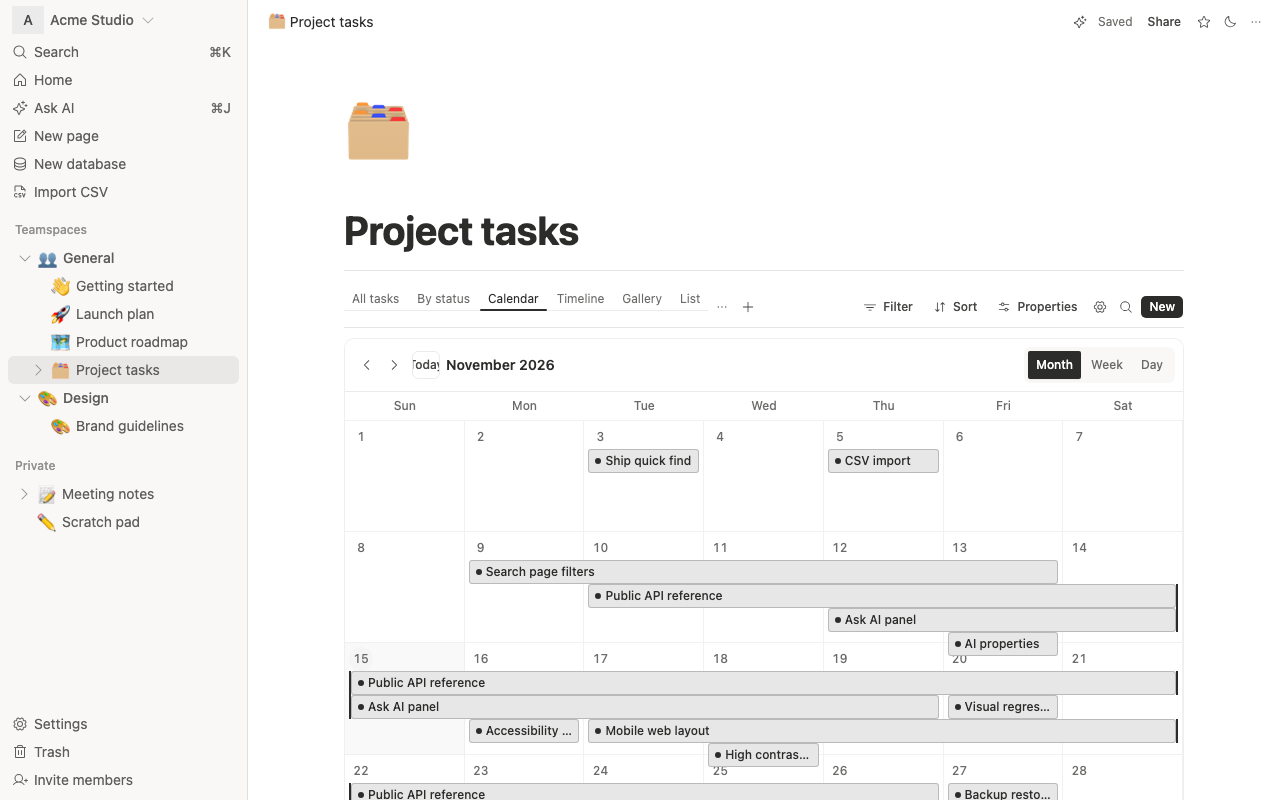 A Acme Studio
Search ⌘K
Home
Ask AI ⌘J
New page
New database
Import CSV
Teamspaces
General
Getting started
Launch plan
Product roadmap
Project tasks
Design
Brand guidelines
Private
Meeting notes
Scratch pad
Settings
Trash
Invite members
Project tasks
Saved Share
Project tasks
All tasks By status Calendar Timeline Gallery List ... +
Filter Sort Properties New
Today November 2026 Month Week Day
Sun Mon Tue Wed Thu Fri Sat
1 2 3 4 5 6 7
Ship quick find CSV import
8 9 10 11 12 13 14
Search page filters
Public API reference
Ask AI panel
AI properties
15 16 17 18 19 20 21
Public API reference
Ask AI panel Visual regres...
Accessibility ... Mobile web layout
High contras...
22 23 24 25 26 27 28
Public API reference Backup resto...